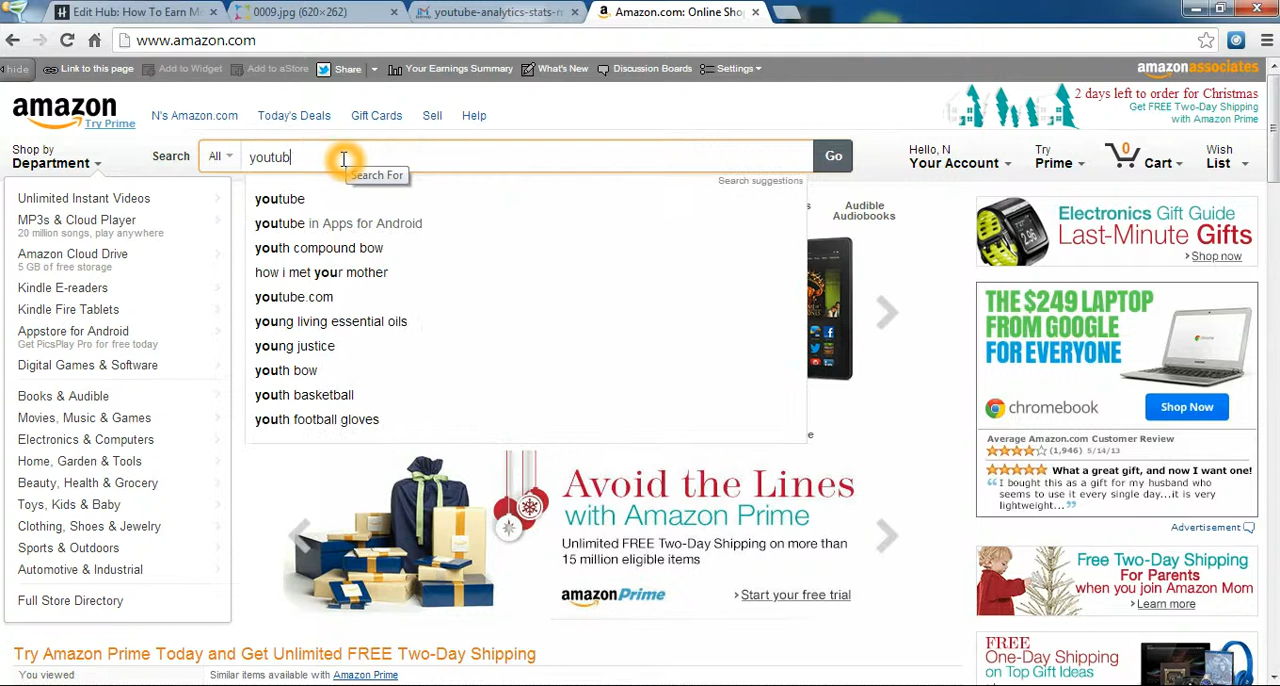 Edit Hub: How To Earn M
0009.jpg (620×262)
youtube-analytics-stats-r
Amazon.com: Online Sho
www.amazon.com
hide
Link to this page
Add to Widget
Add to aStore
Share
Your Earnings Summary
What's New
Discussion Boards
Settings
amazonassociates
amazon
Try Prime
N's Amazon.com
Today's Deals
Gift Cards
Sell
Help
2 days left to order for Christmas
Get FREE Two-Day Shipping
with Amazon Prime
Shop by
Department
Search
All
youtub
Go
Hello, N
Your Account
Try
Prime
0
Cart
Wish
List
Search For
Search suggestions
youtube
youtube in Apps for Android
youth compound bow
how i met your mother
youtube.com
young living essential oils
young justice
youth bow
youth basketball
youth football gloves
Unlimited Instant Videos
MP3s & Cloud Player
20 million songs, play anywhere
Amazon Cloud Drive
5 GB of free storage
Kindle E-readers
Kindle Fire Tablets
Appstore for Android
Get PicsPlay Pro for free today
Digital Games & Software
Books & Audible
Movies, Music & Games
Electronics & Computers
Home, Garden & Tools
Beauty, Health & Grocery
Toys, Kids & Baby
Clothing, Shoes & Jewelry
Sports & Outdoors
Automotive & Industrial
Full Store Directory
Audible
Audiobooks
Electronics Gift Guide
Last-Minute Gifts
Shop now
THE $249 LAPTOP
FROM GOOGLE
FOR EVERYONE
chromebook
Shop Now
Average Amazon.com Customer Review
(1,946) 5/14/13
What a great gift, and now I want one!
I bought this as a gift for my husband who
seems to use it every single day...it is very
lightweight...
Advertisement
Avoid the Lines
with Amazon Prime
Unlimited FREE Two-Day Shipping on more than
15 million eligible items
amazonPrime
Start your free trial
Free Two-Day Shipping
For Parents
when you join Amazon Mom
Learn more
FREE
One-Day Shipping
on Top Gift Ideas
Try Amazon Prime Today and Get Unlimited FREE Two-Day Shipping
You viewed
Similar items available with Amazon Prime